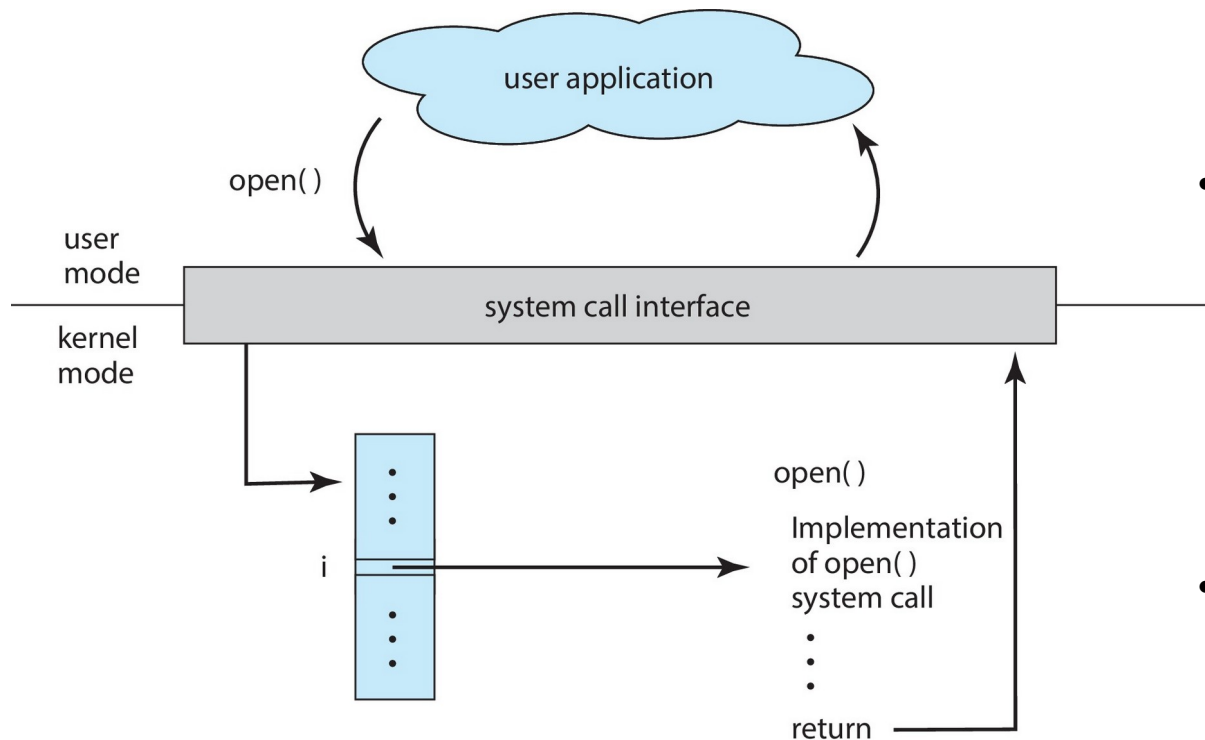 user application
open( )
user
mode
system call interface
kernel
mode
open( )
i
Implementation
of open( )
system call
return